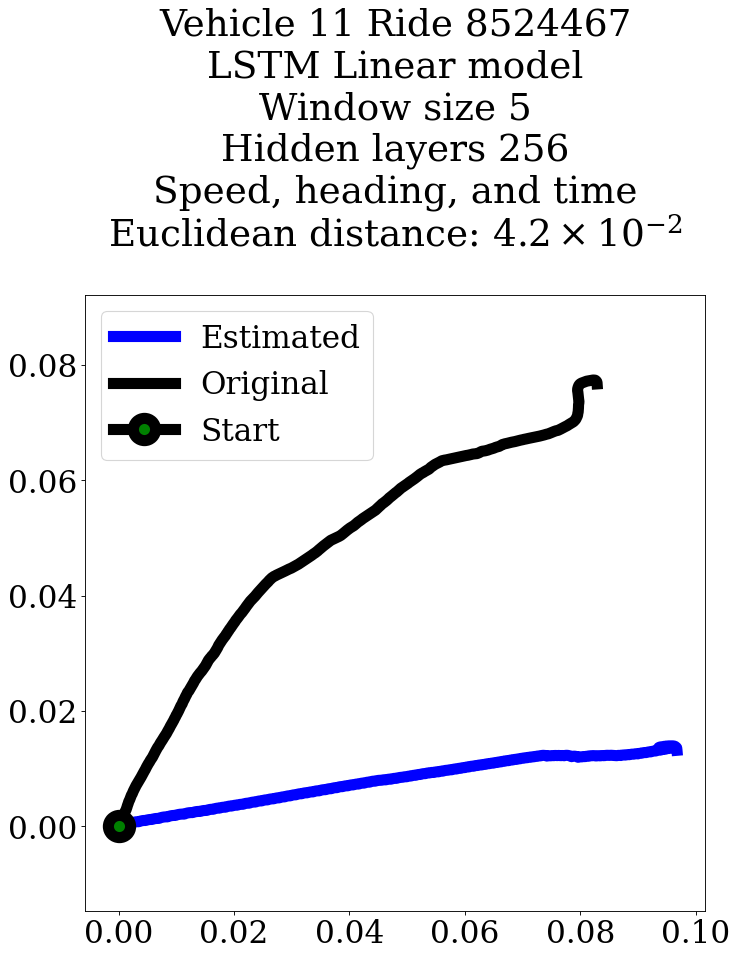 Vehicle 11 Ride 8524467
LSTM Linear model
Window size 5
Hidden layers 256
Speed, heading, and time
Euclidean distance: 4.2 × 10⁻²
Estimated
Original
Start
0.08
0.06
0.04
0.02
0.00
0.00 0.02 0.04 0.06 0.08 0.10